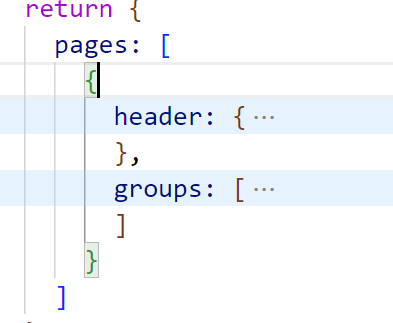 return {
pages: [
{
header: { ···
},
groups: [ ···
]
}
]